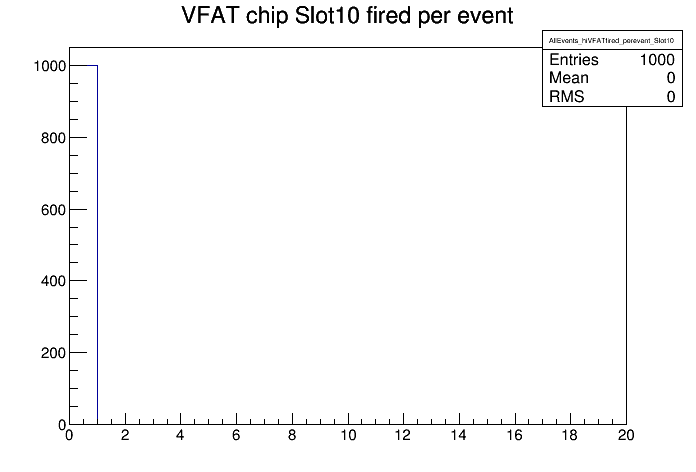 VFAT chip Slot10 fired per event
AllEvents_hiVFATfired_perevent_Slot10
Entries 1000
Mean 0
RMS 0
1000
800
600
400
200
0
0 2 4 6 8 10 12 14 16 18 20